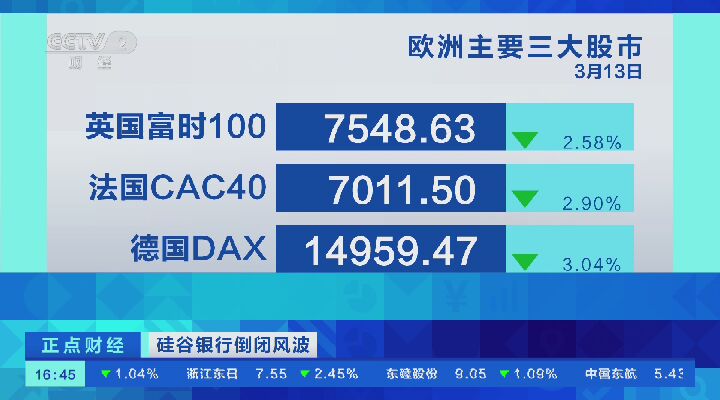 CCTV 2
财经
欧洲主要三大股市
3月13日
英国富时100 7548.63 ▼ 2.58%
法国CAC40 7011.50 ▼ 2.90%
德国DAX 14959.47 ▼ 3.04%
正点财经 硅谷银行倒闭风波
16:45 ▼1.04% 浙江东日 7.55 ▼2.45% 东睦股份 9.05 ▼1.09% 中国东航 5.43